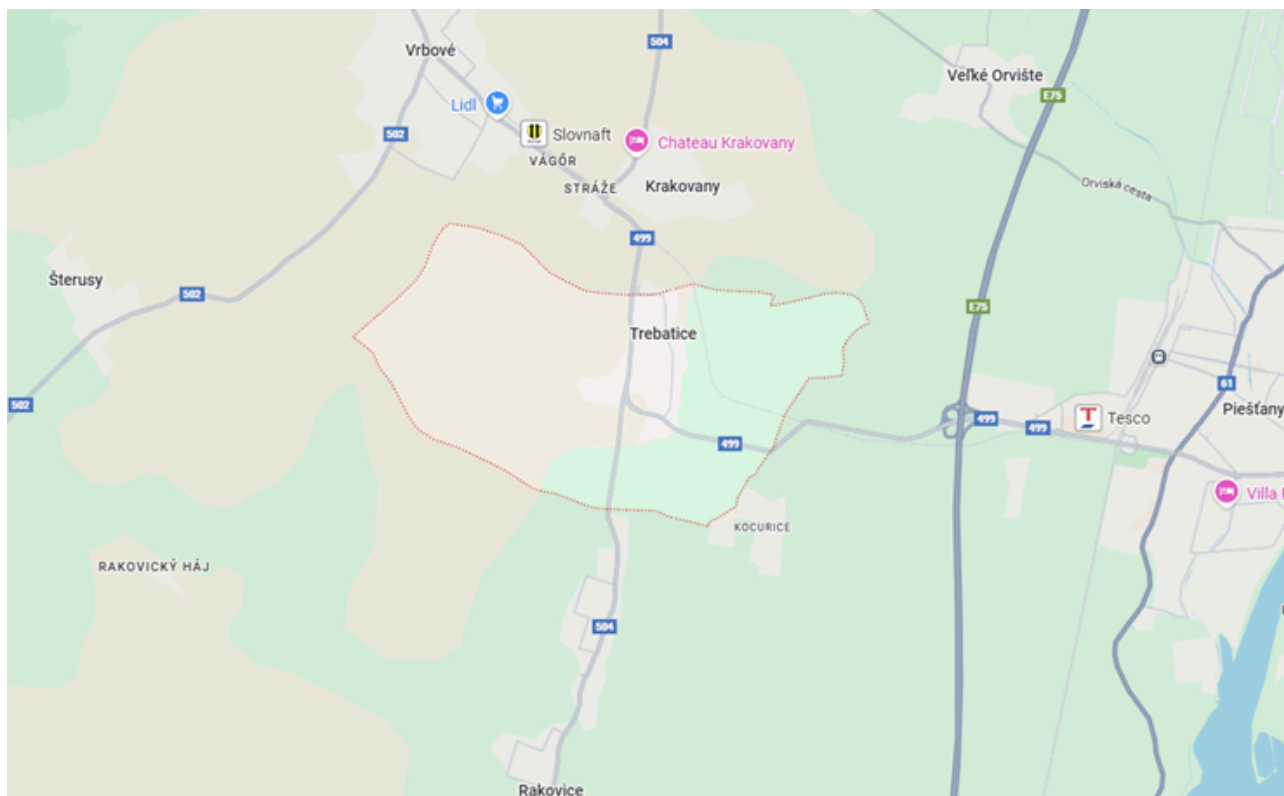 504
Vrbové
Veľké Orvište
E75
Lidl
502
Slovnaft
Chateau Krakovany
VÁGŐR
STRÁŽE
Krakovany
Orviská cesta
499
Šterusy
502
E75
Trebatice
61
502
Piešťany
Tesco
499
499
499
Villa
KOCURICE
RAKOVICKÝ HÁJ
504
Rakovice